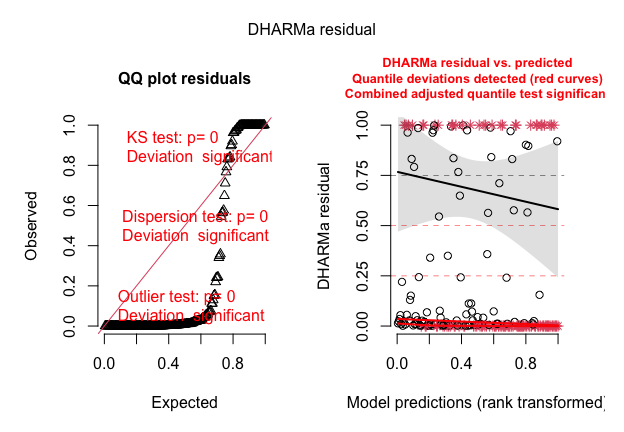 DHARMa residual
QQ plot residuals
KS test: p= 0
Deviation significant
Dispersion test: p= 0
Deviation significant
Outlier test: p= 0
Deviation significant
Observed
0.0 0.2 0.4 0.6 0.8 1.0
0.0 0.4 0.8
Expected
DHARMa residual vs. predicted
Quantile deviations detected (red curves)
Combined adjusted quantile test significan
DHARMa residual
0.00 0.25 0.50 0.75 1.00
0.0 0.4 0.8
Model predictions (rank transformed)